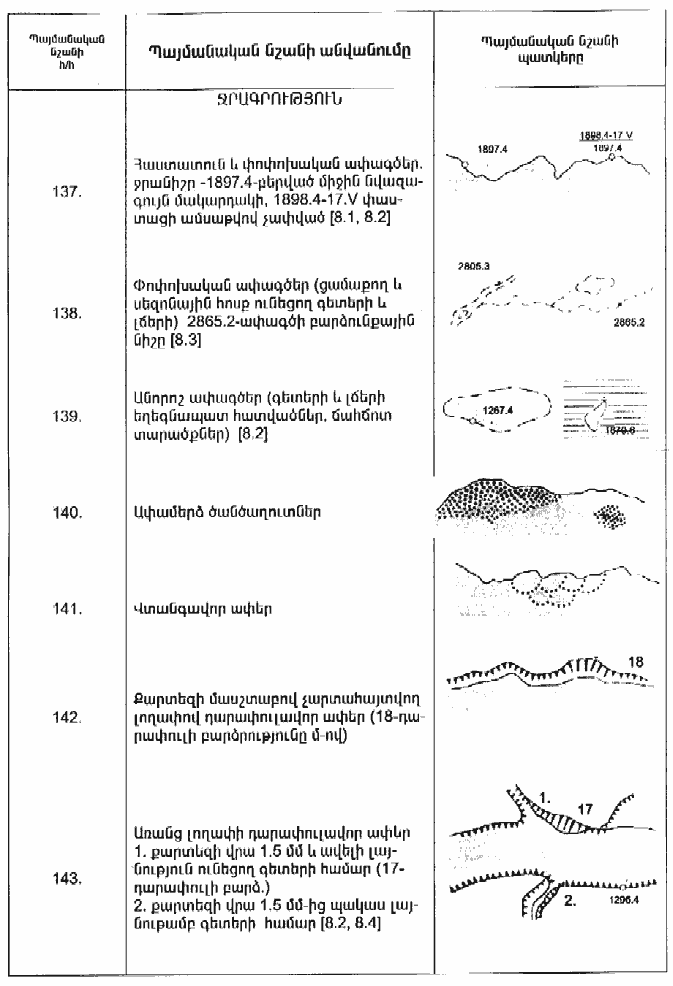 Պայմանական
նշանի
հ/հ
Պայմանական նշանի անվանումը
Պայմանական նշանի
պատկերը
ՋՐԱԳՐՈՒԹՅՈՒՆ
137.
Հաստատուն և փոփոխական ափագծեր.
ջրանիշր -1897.4-բերված միջին նվազա-
գույն մակարդակի, 1898.4-17.V փաս-
տացի ամսաթվով չափված [8.1, 8.2]
1897.4
1898.4-17.V
1897.4
138.
Փոփոխական ափագծեր (ցամաքող և
սեզոնային հոսք ունեցող գետերի և
լճերի) 2865.2-ափագծի բարձունքային
նիշը [8.3]
2805.3
2865.2
139.
Անորոշ ափագծեր (գետերի և լճերի
եղեգնապատ հատվածներ, ճահճոտ
տարածքներ) [8.2]
1267.4
1670.6
140.
Ափամերձ ծանծաղուտներ
141.
Վտանգավոր ափեր
142.
Քարտեզի մասշտաբով չարտահայտվող
լողափով դարափուլավոր ափեր (18-դա-
րափուլի բարձրությունը մ-ով)
18
143.
Առանց լողափի դարափուլավոր ափեր
1. քարտեզի վրա 1.5 մմ և ավելի լայ-
նություն ունեցող գետերի համար (17-
դարափուլի բարձ.)
2. քարտեզի վրա 1.5 մմ-ից պակաս լայ-
նութամբ գետերի համար [8.2, 8.4]
1.
17
2.
1296.4